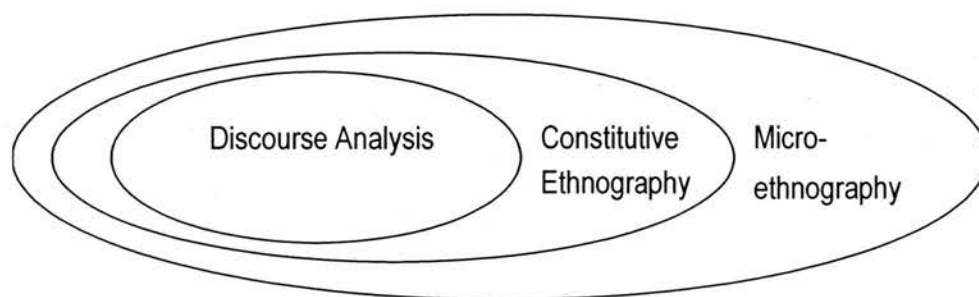 Discourse Analysis
Constitutive
Ethnography
Micro-
ethnography